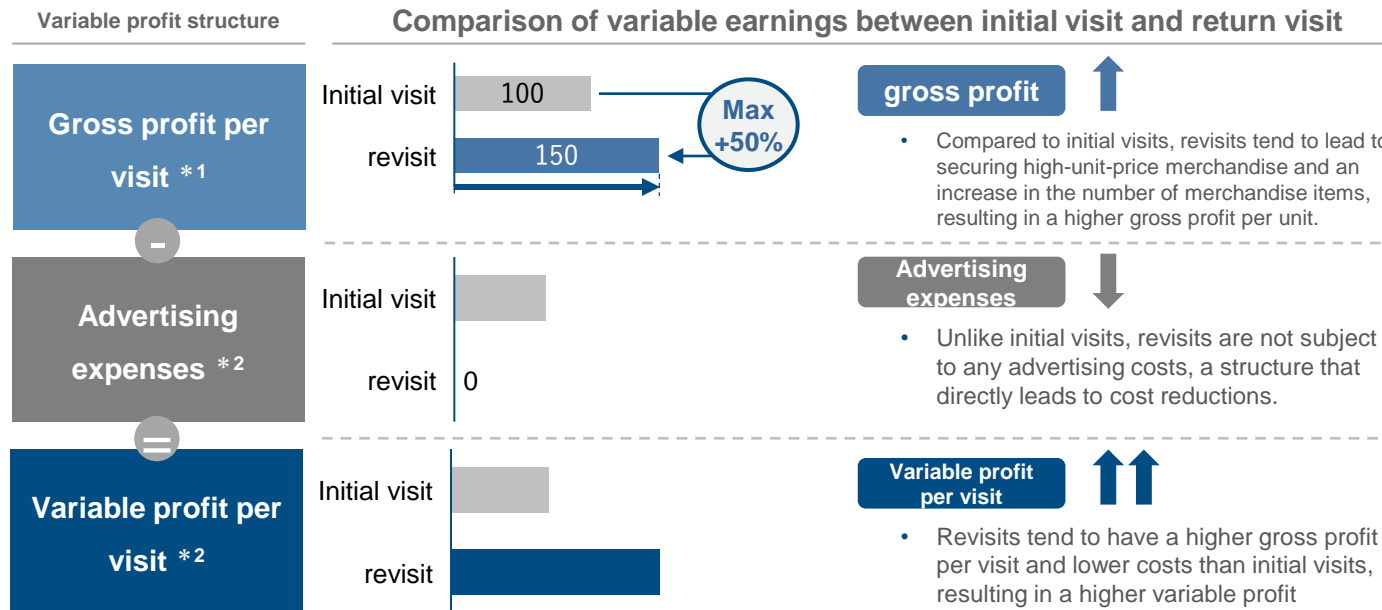 Variable profit structure
Comparison of variable earnings between initial visit and return visit
Gross profit per
visit *1
-
Advertising
expenses *2
=
Variable profit per
visit *2
Initial visit
100
revisit
150
Max
+50%
gross profit
• Compared to initial visits, revisits tend to lead to
securing high-unit-price merchandise and an
increase in the number of merchandise items,
resulting in a higher gross profit per unit.
Initial visit
revisit
0
Advertising
expenses
• Unlike initial visits, revisits are not subject
to any advertising costs, a structure that
directly leads to cost reductions.
Initial visit
revisit
Variable profit
per visit
• Revisits tend to have a higher gross profit
per visit and lower costs than initial visits,
resulting in a higher variable profit